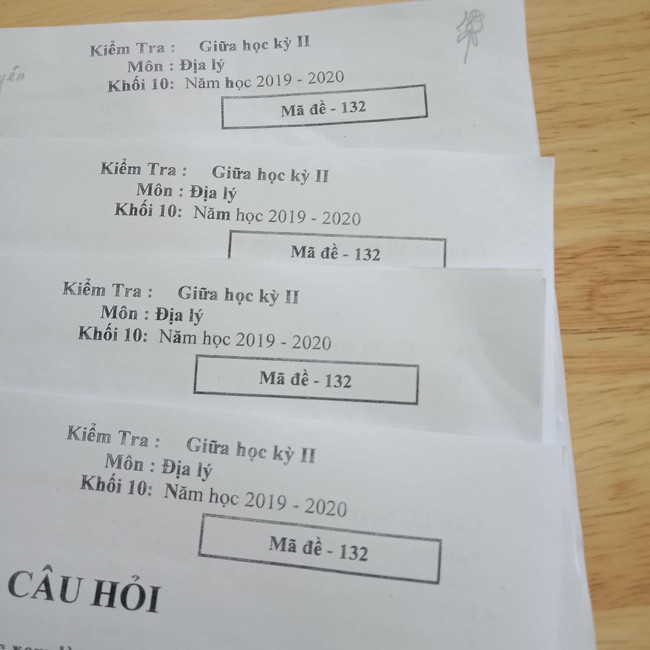 Kiểm Tra : Giữa học kỳ II
Môn : Địa lý
Khối 10: Năm học 2019 - 2020
Mã đề - 132
Kiểm Tra : Giữa học kỳ II
Môn : Địa lý
Khối 10: Năm học 2019 - 2020
Mã đề - 132
Kiểm Tra : Giữa học kỳ II
Môn : Địa lý
Khối 10: Năm học 2019 - 2020
Mã đề - 132
Kiểm Tra : Giữa học kỳ II
Môn : Địa lý
Khối 10: Năm học 2019 - 2020
Mã đề - 132
CÂU HỎI